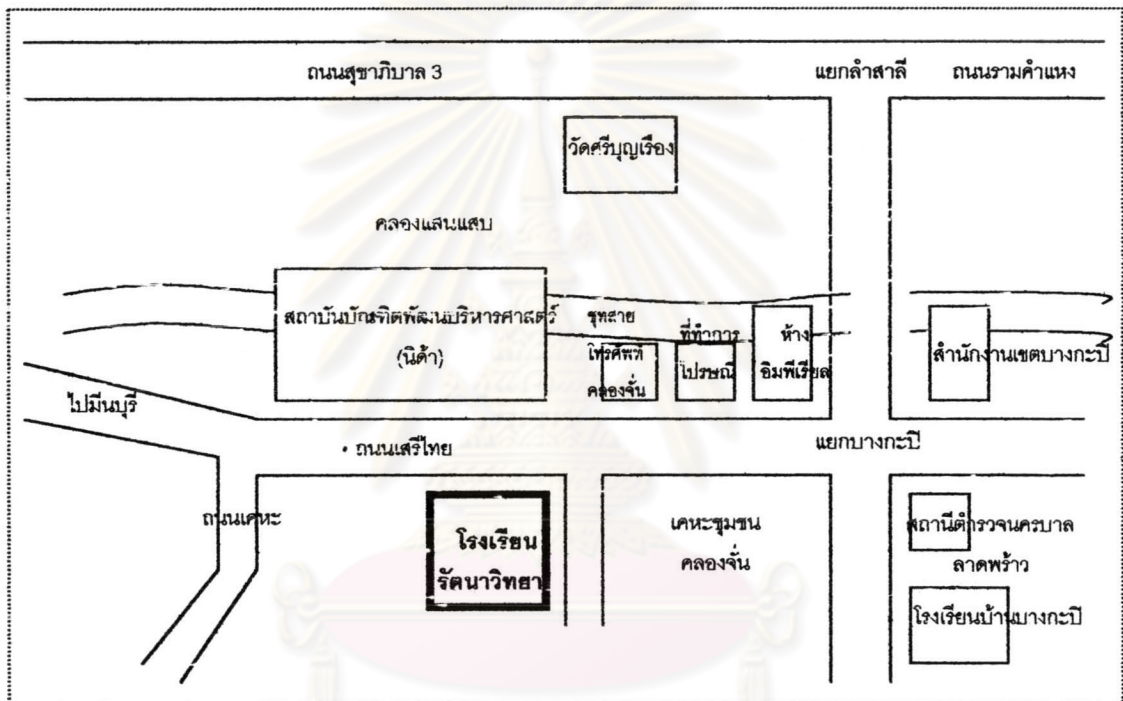 ถนนสุขาภิบาล 3 แยกลำสาลี ถนนรามคำแหง
วัดศรีบุญเรือง
คลองแสนแสบ
สถาบันบัณฑิตพัฒนบริหารศาสตร์
(นิด้า)
ชุมสาย
โทรศัพท์
คลองจั่น
ที่ทำการ
ไปรษณี
ห้าง
อิมพีเรียล
สำนักงานเขตบางกะปิ
ไปมีนบุรี
• ถนนเสรีไทย
แยกบางกะปิ
ถนนเคหะ
โรงเรียน
รัตนาวิทยา
เคหะชุมชน
คลองจั่น
สถานีตำรวจนครบาล
ลาดพร้าว
โรงเรียนบ้านบางกะปิ